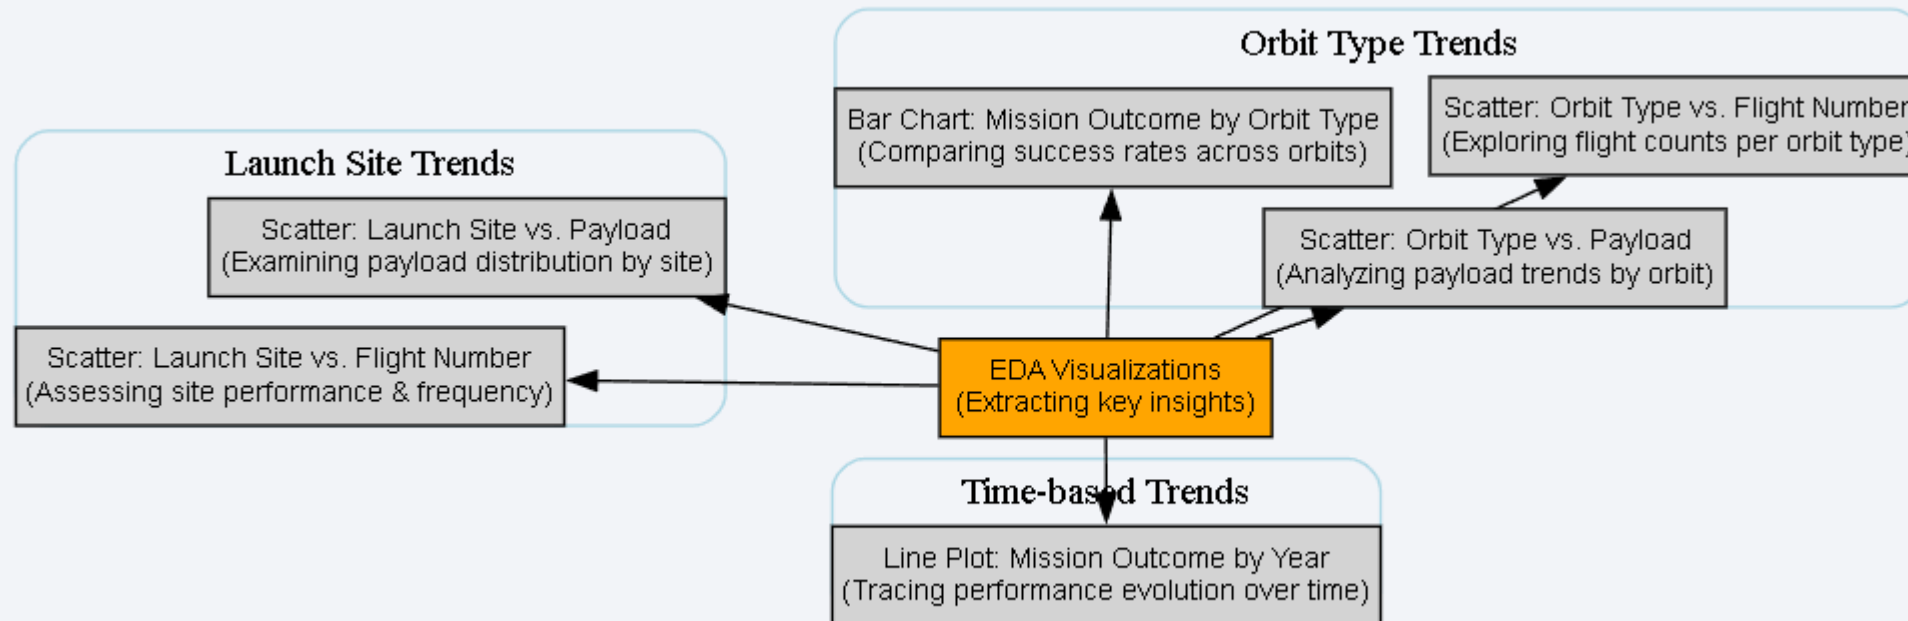 Orbit Type Trends
Bar Chart: Mission Outcome by Orbit Type
(Comparing success rates across orbits)
Scatter: Orbit Type vs. Flight Number
(Exploring flight counts per orbit type)
Scatter: Orbit Type vs. Payload
(Analyzing payload trends by orbit)
Launch Site Trends
Scatter: Launch Site vs. Payload
(Examining payload distribution by site)
Scatter: Launch Site vs. Flight Number
(Assessing site performance & frequency)
EDA Visualizations
(Extracting key insights)
Time-based Trends
Line Plot: Mission Outcome by Year
(Tracing performance evolution over time)